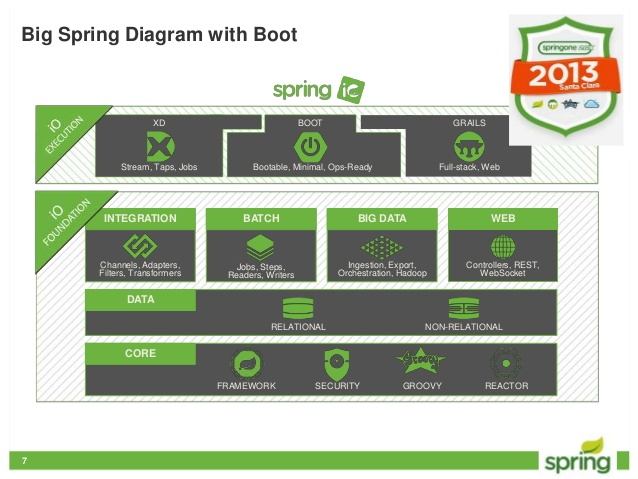 Big Spring Diagram with Boot
springone
2013
Santa Clara
spring io
iO
EXECUTION
XD
BOOT
GRAILS
Stream, Taps, Jobs
Bootable, Minimal, Ops-Ready
Full-stack, Web
iO
FOUNDATION
INTEGRATION
BATCH
BIG DATA
WEB
Channels, Adapters,
Filters, Transformers
Jobs, Steps,
Readers, Writers
Ingestion, Export,
Orchestration, Hadoop
Controllers, REST,
WebSocket
DATA
RELATIONAL
NON-RELATIONAL
CORE
Groovy
FRAMEWORK
SECURITY
GROOVY
REACTOR
7
spring